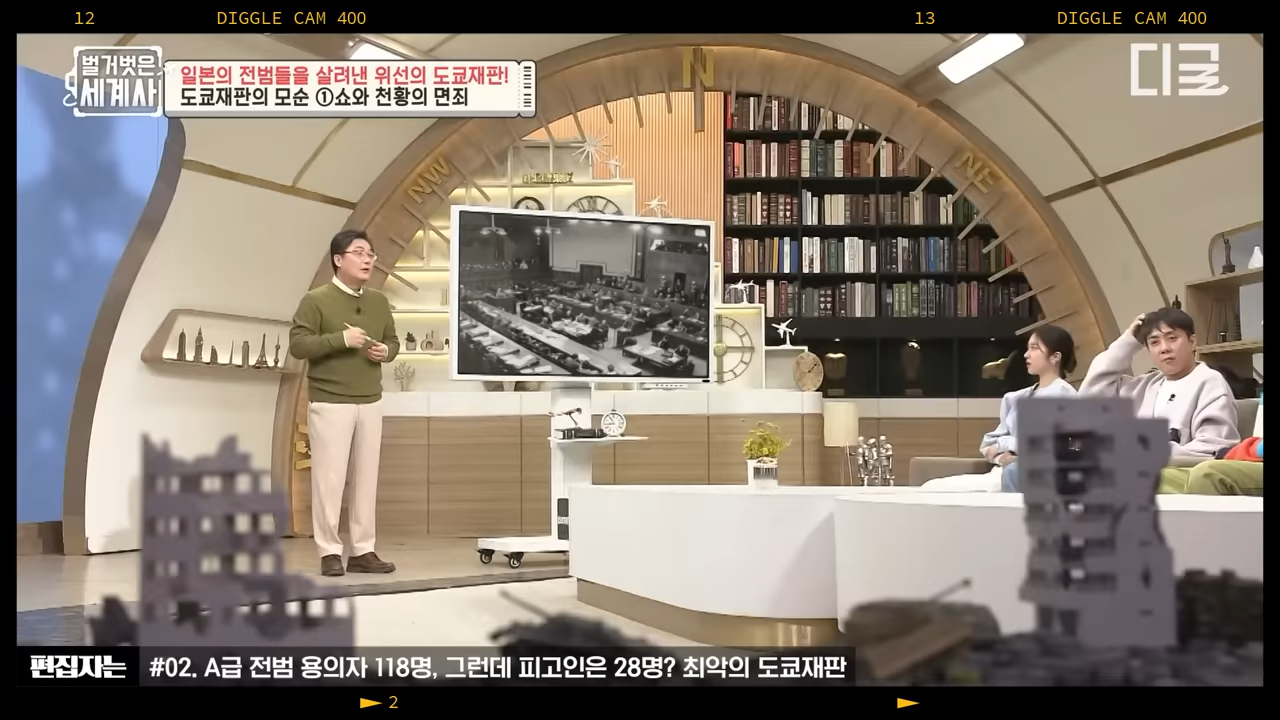 12
DIGGLE CAM 400
13
DIGGLE CAM 400
벌거벗은
세계사
일본의 전범들을 살려낸 위선의 도쿄재판!
도쿄재판의 모순 ①쇼와 천황의 면죄
디글
N
NW
NE
편집자는
#02. A급 전범 용의자 118명, 그런데 피고인은 28명? 최악의 도쿄재판
2